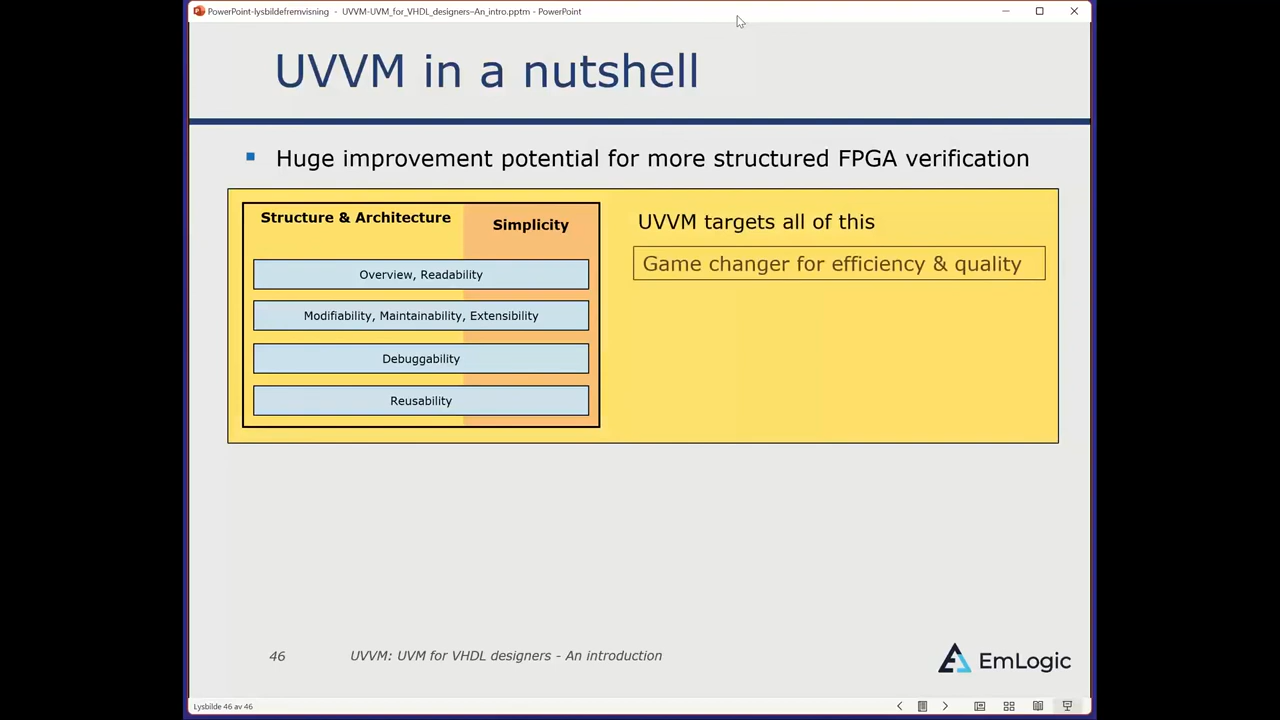 PowerPoint-lysbildefremvisning - UVVM-UVM_for_VHDL_designers–An_intro.pptm - PowerPoint
UVVM in a nutshell
Huge improvement potential for more structured FPGA verification
Structure & Architecture
Simplicity
Overview, Readability
Modifiability, Maintainability, Extensibility
Debuggability
Reusability
UVVM targets all of this
Game changer for efficiency & quality
46
UVVM: UVM for VHDL designers - An introduction
EmLogic
Lysbilde 46 av 46